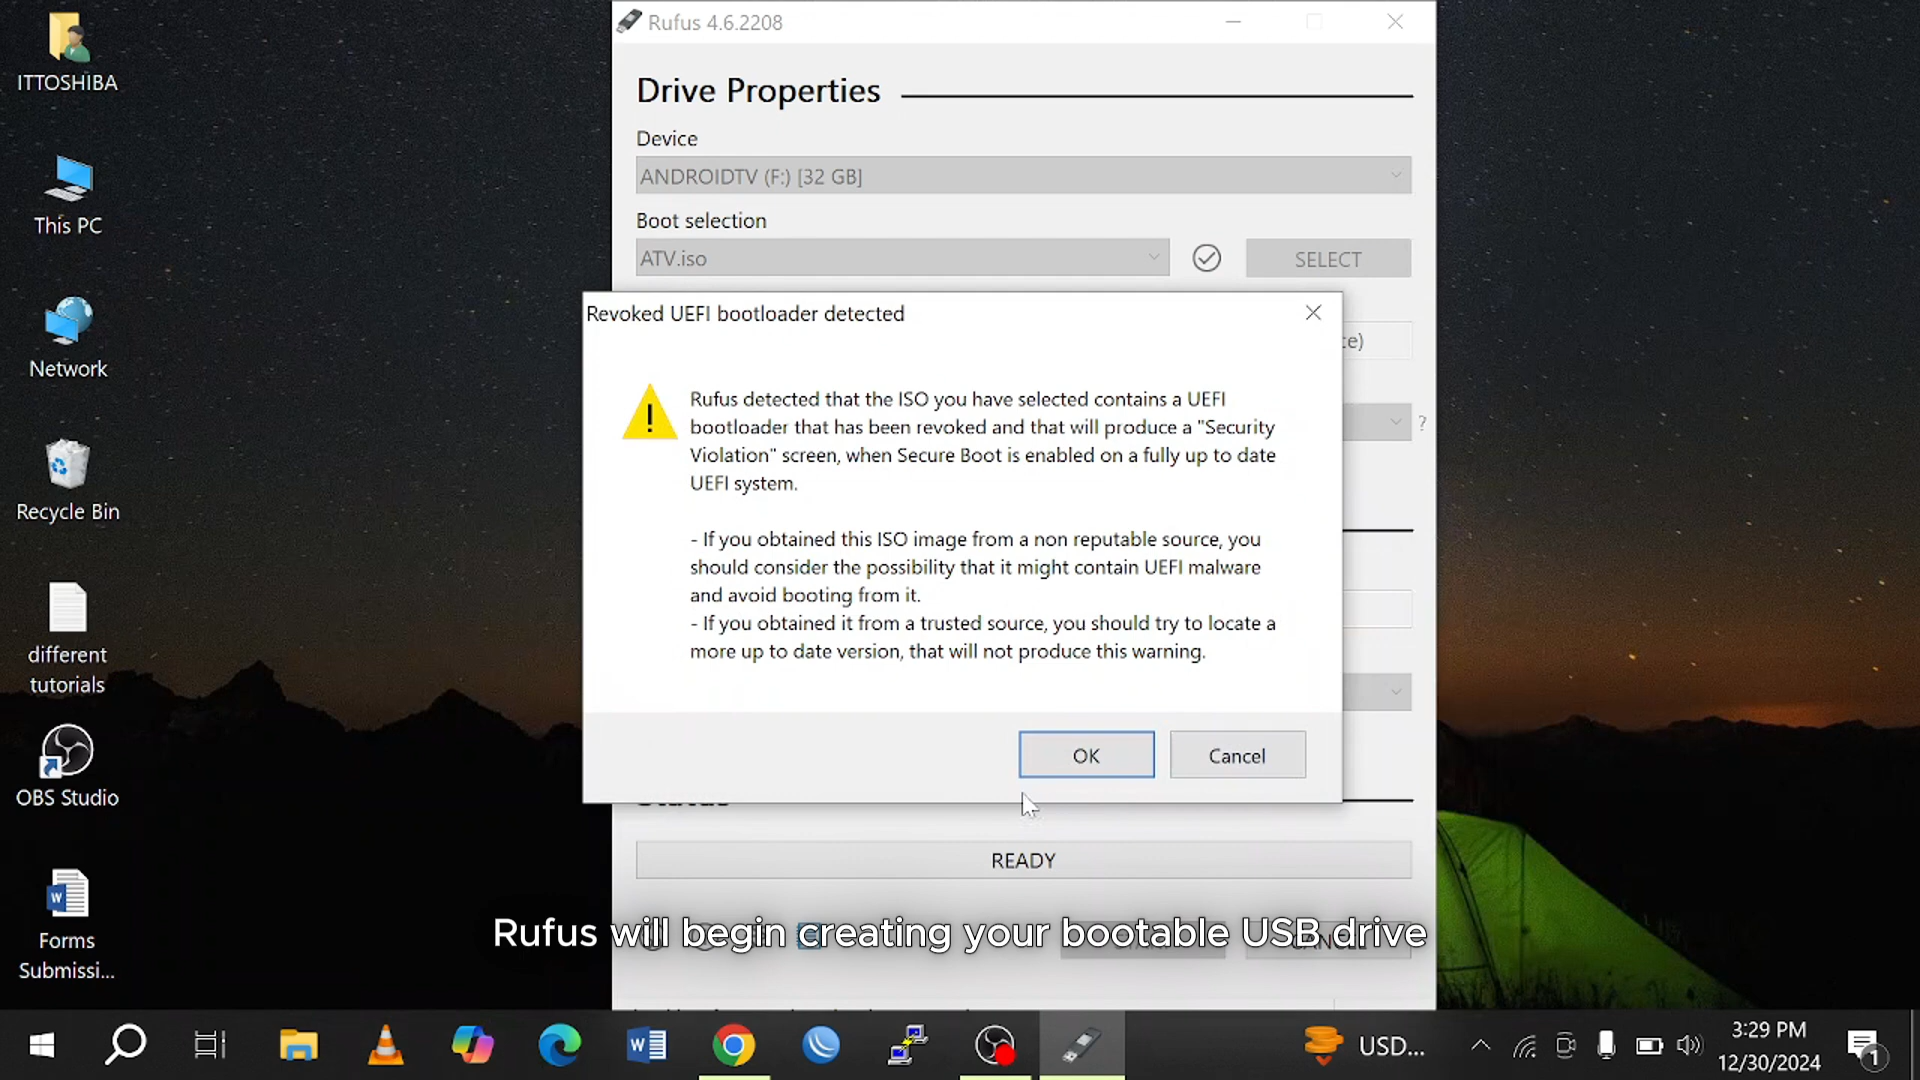 ITTOSHIBA
This PC
Network
Recycle Bin
different
tutorials
OBS Studio
Forms
Submissi...
Rufus 4.6.2208
Drive Properties
Device
ANDROIDTV (F:) [32 GB]
Boot selection
ATV.iso
SELECT
?
Revoked UEFI bootloader detected
Rufus detected that the ISO you have selected contains a UEFI
bootloader that has been revoked and that will produce a "Security
Violation" screen, when Secure Boot is enabled on a fully up to date
UEFI system.
- If you obtained this ISO image from a non reputable source, you
should consider the possibility that it might contain UEFI malware
and avoid booting from it.
- If you obtained it from a trusted source, you should try to locate a
more up to date version, that will not produce this warning.
OK
Cancel
Status
READY
Rufus will begin creating your bootable USB drive
USD...
3:29 PM
12/30/2024
1